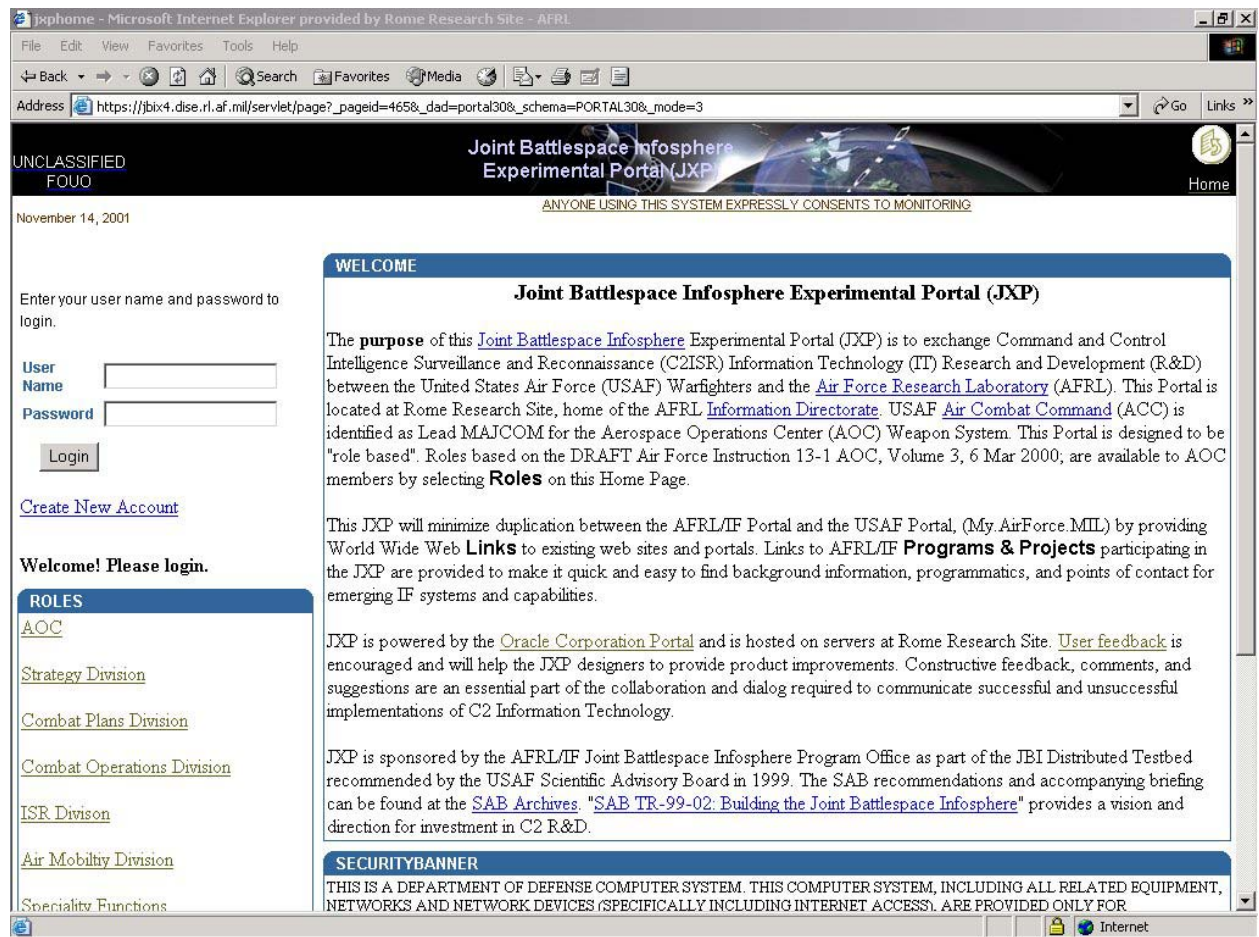 jxphome - Microsoft Internet Explorer provided by Rome Research Site - AFRL
File Edit View Favorites Tools Help
Back Search Favorites Media
Address https://jbix4.dise.rl.af.mil/servlet/page?_pageid=465&_dad=portal30&_schema=PORTAL30&_mode=3 Go Links »
UNCLASSIFIED
FOUO
Joint Battlespace Infosphere
Experimental Portal (JXP)
Home
November 14, 2001
ANYONE USING THIS SYSTEM EXPRESSLY CONSENTS TO MONITORING
Enter your user name and password to
login.
User
Name
Password
Login
Create New Account
Welcome! Please login.
ROLES
AOC
Strategy Division
Combat Plans Division
Combat Operations Division
ISR Divison
Air Mobiltiy Division
Speciality Functions
WELCOME
Joint Battlespace Infosphere Experimental Portal (JXP)
The purpose of this Joint Battlespace Infosphere Experimental Portal (JXP) is to exchange Command and Control
Intelligence Surveillance and Reconnaissance (C2ISR) Information Technology (IT) Research and Development (R&D)
between the United States Air Force (USAF) Warfighters and the Air Force Research Laboratory (AFRL). This Portal is
located at Rome Research Site, home of the AFRL Information Directorate. USAF Air Combat Command (ACC) is
identified as Lead MAJCOM for the Aerospace Operations Center (AOC) Weapon System. This Portal is designed to be
"role based". Roles based on the DRAFT Air Force Instruction 13-1 AOC, Volume 3, 6 Mar 2000; are available to AOC
members by selecting Roles on this Home Page.
This JXP will minimize duplication between the AFRL/IF Portal and the USAF Portal, (My.AirForce.MIL) by providing
World Wide Web Links to existing web sites and portals. Links to AFRL/IF Programs & Projects participating in
the JXP are provided to make it quick and easy to find background information, programmatics, and points of contact for
emerging IF systems and capabilities.
JXP is powered by the Oracle Corporation Portal and is hosted on servers at Rome Research Site. User feedback is
encouraged and will help the JXP designers to provide product improvements. Constructive feedback, comments, and
suggestions are an essential part of the collaboration and dialog required to communicate successful and unsuccessful
implementations of C2 Information Technology.
JXP is sponsored by the AFRL/IF Joint Battlespace Infosphere Program Office as part of the JBI Distributed Testbed
recommended by the USAF Scientific Advisory Board in 1999. The SAB recommendations and accompanying briefing
can be found at the SAB Archives. "SAB TR-99-02: Building the Joint Battlespace Infosphere" provides a vision and
direction for investment in C2 R&D.
SECURITYBANNER
THIS IS A DEPARTMENT OF DEFENSE COMPUTER SYSTEM. THIS COMPUTER SYSTEM, INCLUDING ALL RELATED EQUIPMENT,
NETWORKS AND NETWORK DEVICES (SPECIFICALLY INCLUDING INTERNET ACCESS), ARE PROVIDED ONLY FOR
Internet